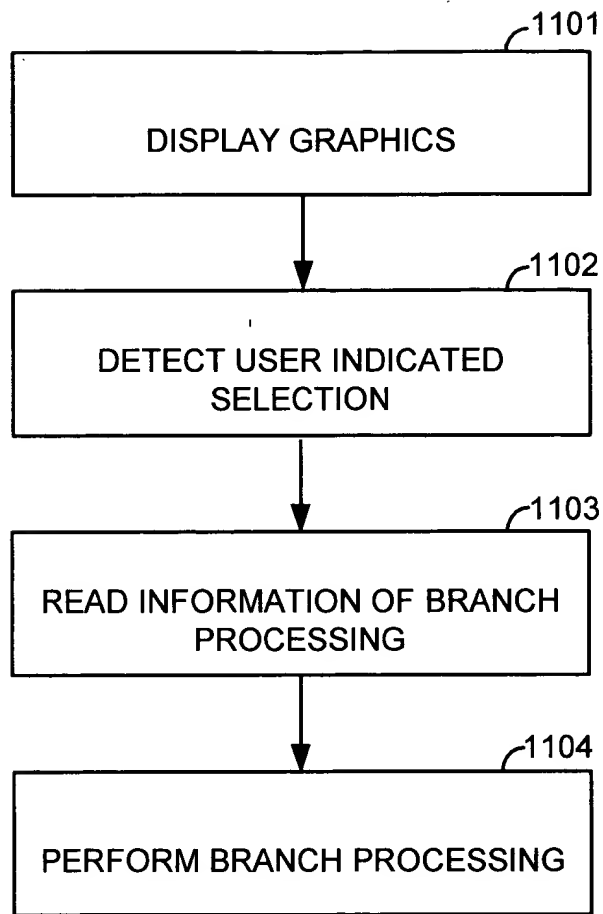 1101
DISPLAY GRAPHICS
1102
DETECT USER INDICATED
SELECTION
1103
READ INFORMATION OF BRANCH
PROCESSING
1104
PERFORM BRANCH PROCESSING